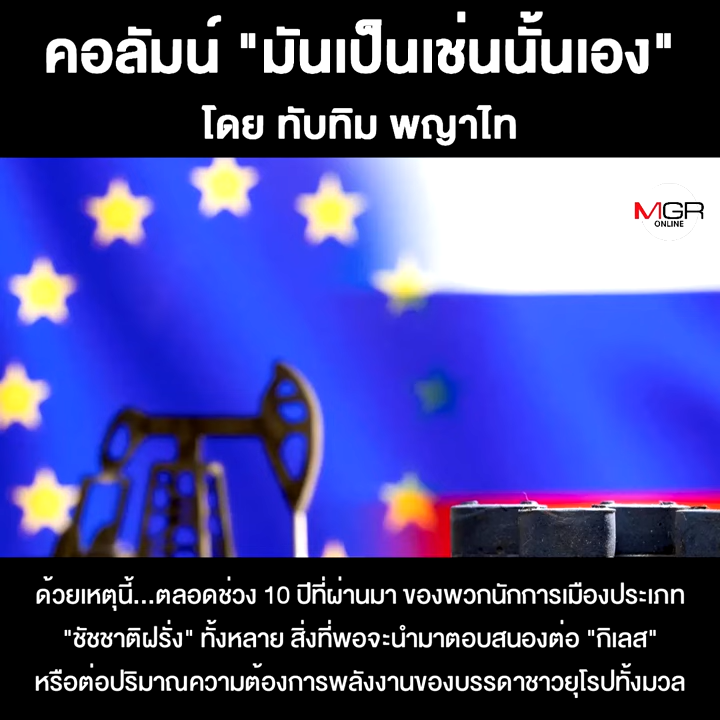 คอลัมน์ "มันเป็นเช่นนั้นเอง"
โดย ทับทิม พญาไท
MGR
ONLINE
ด้วยเหตุนี้...ตลอดช่วง 10 ปีที่ผ่านมา ของพวกนักการเมืองประเภท
"ชัชชาติฝรั่ง" ทั้งหลาย สิ่งที่พอจะนำมาตอบสนองต่อ "กิเลส"
หรือต่อปริมาณความต้องการพลังงานของบรรดาชาวยุโรปทั้งมวล